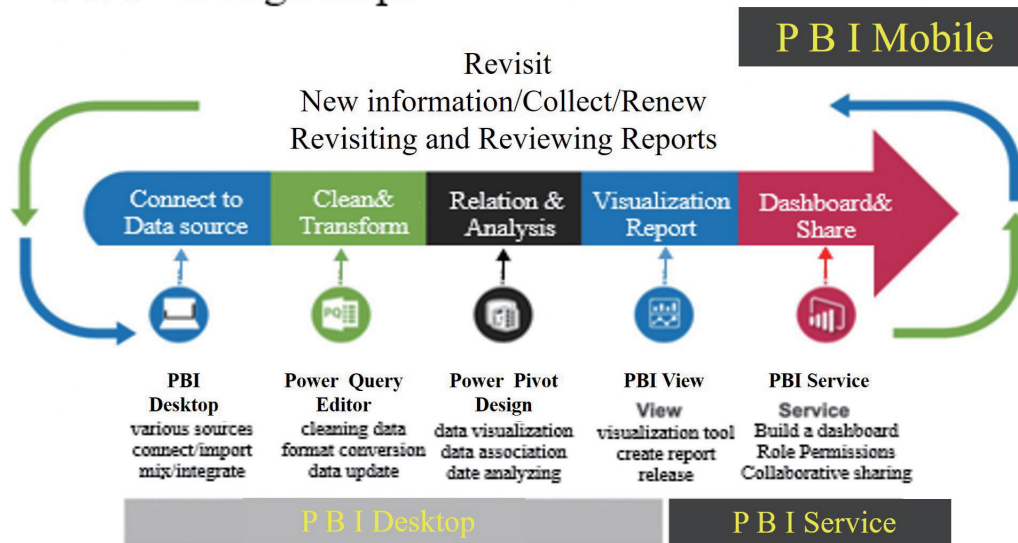 P B I Mobile
Revisit
New information/Collect/Renew
Revisiting and Reviewing Reports
Connect to
Data source
Clean&
Transform
Relation &
Analysis
Visualization
Report
Dashboard&
Share
PQ
PBI
Desktop
various sources
connect/import
mix/integrate
Power Query
Editor
cleaning data
format conversion
data update
Power Pivot
Design
data visualization
data association
date analyzing
PBI View
View
visualization tool
create report
release
PBI Service
Service
Build a dashboard
Role Permissions
Collaborative sharing
P B I Desktop
P B I Service